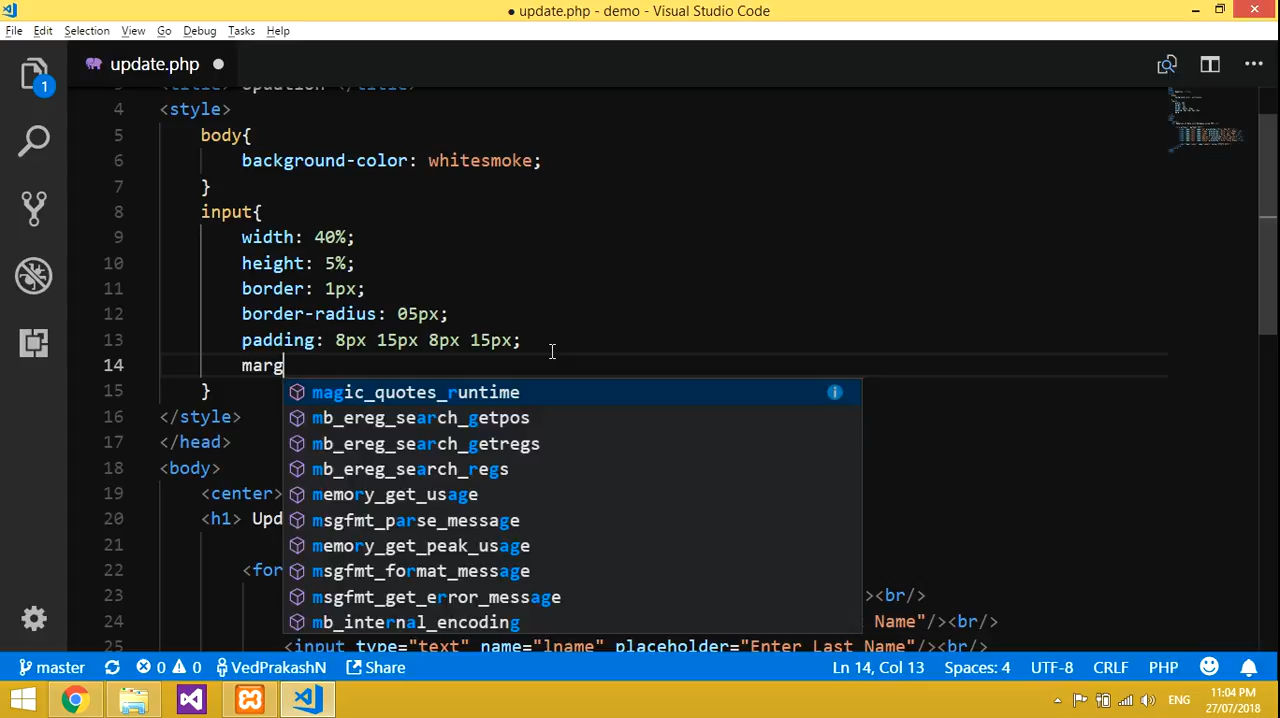 ● update.php - demo - Visual Studio Code
File Edit Selection View Go Debug Tasks Help
1
update.php ●
4 <style>
5 body{
6 background-color: whitesmoke;
7 }
8 input{
9 width: 40%;
10 height: 5%;
11 border: 1px;
12 border-radius: 05px;
13 padding: 8px 15px 8px 15px;
14 marg
15 }
magic_quotes_runtime
16 </style>
mb_ereg_search_getpos
17 </head>
mb_ereg_search_getregs
18 <body>
mb_ereg_search_regs
19 <center>
memory_get_usage
20 <h1> Upd
msgfmt_parse_message
21
memory_get_peak_usage
22 <for
msgfmt_format_message
23 ><br/>
msgfmt_get_error_message
24 Name"/><br/>
mb_internal_encoding
25 <input type="text" name="lname" placeholder="Enter Last Name"/><br/>
master 0 0 VedPrakashN Share Ln 14, Col 13 Spaces: 4 UTF-8 CRLF PHP
ENG 11:04 PM
27/07/2018